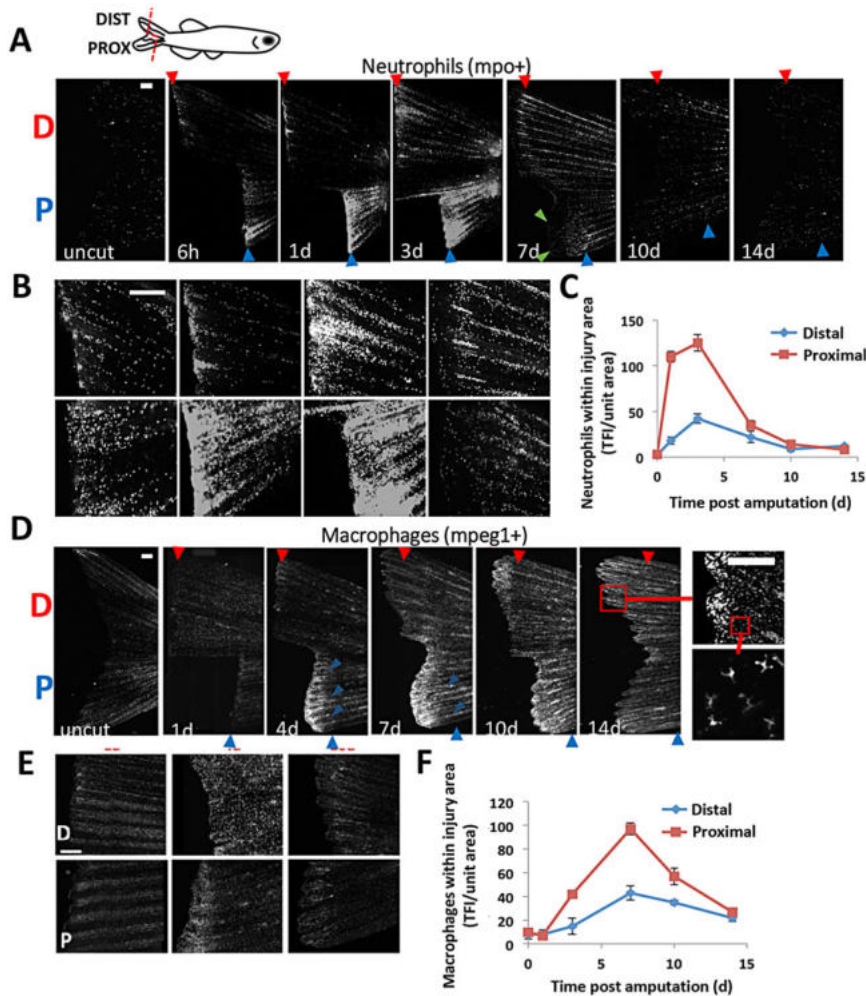 DIST
PROX
A
Neutrophils (mpo+)
D
P
uncut
6h
1d
3d
7d
10d
14d
B
C
Neutrophils within injury area
(TFI/unit area)
150
100
50
0
0
5
10
15
Distal
Proximal
Time post amputation (d)
D
Macrophages (mpeg1+)
D
P
uncut
1d
4d
7d
10d
14d
E
D
P
F
Macrophages within injury area
(TFI/unit area)
120
100
80
60
40
20
0
0
5
10
15
Distal
Proximal
Time post amputation (d)